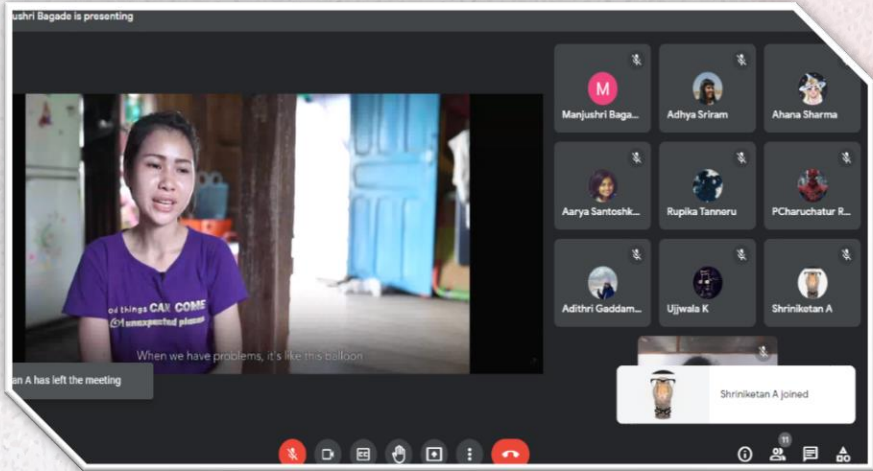 ushri Bagade is presenting
M
Manjushri Baga...
Adhya Sriram
Ahana Sharma
Aarya Santoshk...
Rupika Tanneru
PCharuchatur R...
Adithri Gaddam...
Ujjwala K
Shriniketan A
od things CAN COME
unexpected places
When we have problems, it's like this balloon
an A has left the meeting
Shriniketan A joined
11